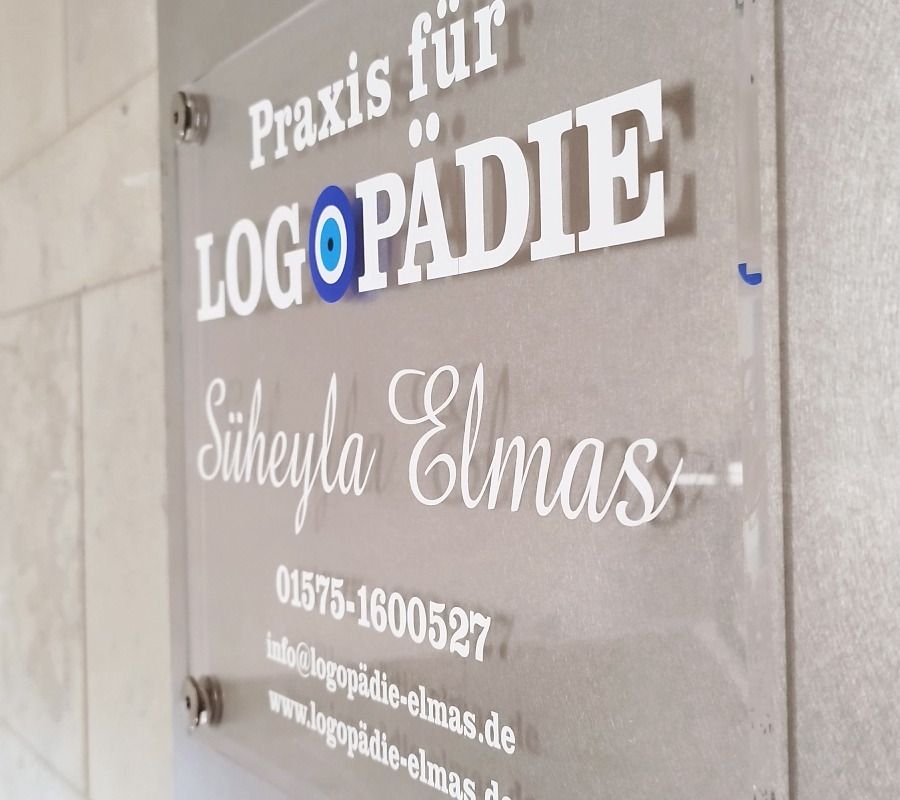 Praxis für
LOGOPÄDIE
Süheyla Elmas
01575-1600527
info@logopädie-elmas.de
www.logopädie-elmas.de